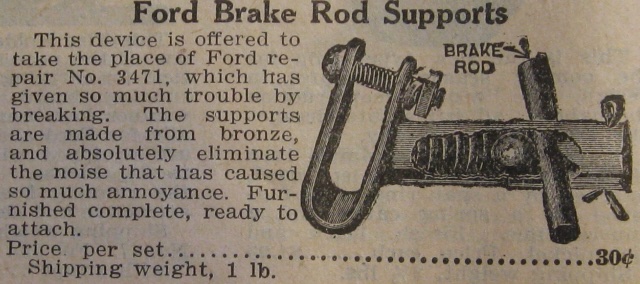 Ford Brake Rod Supports
This device is offered to
take the place of Ford re-
pair No. 3471, which has
given so much trouble by
breaking. The supports
are made from bronze,
and absolutely eliminate
the noise that has caused
so much annoyance. Fur-
nished complete, ready to
attach.
Price per set........................................30¢
Shipping weight, 1 lb.
BRAKE
ROD